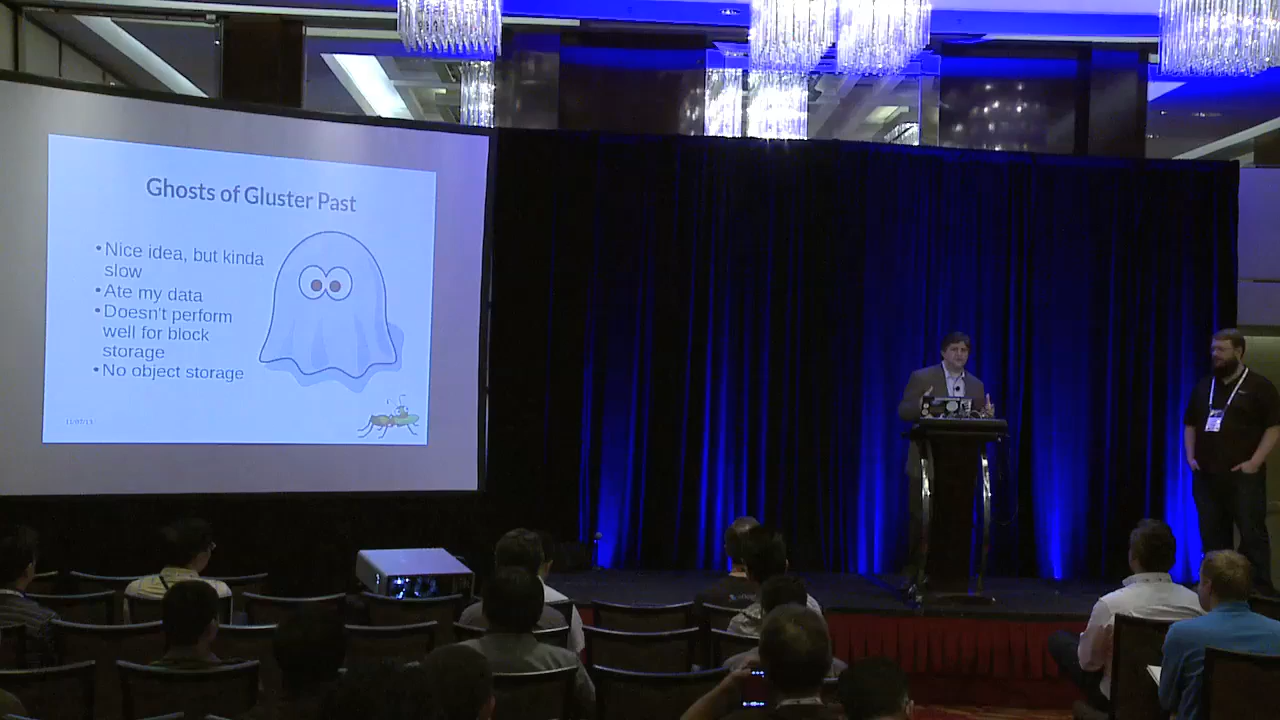 Ghosts of Gluster Past
•Nice idea, but kinda
slow
•Ate my data
•Doesn't perform
well for block
storage
•No object storage